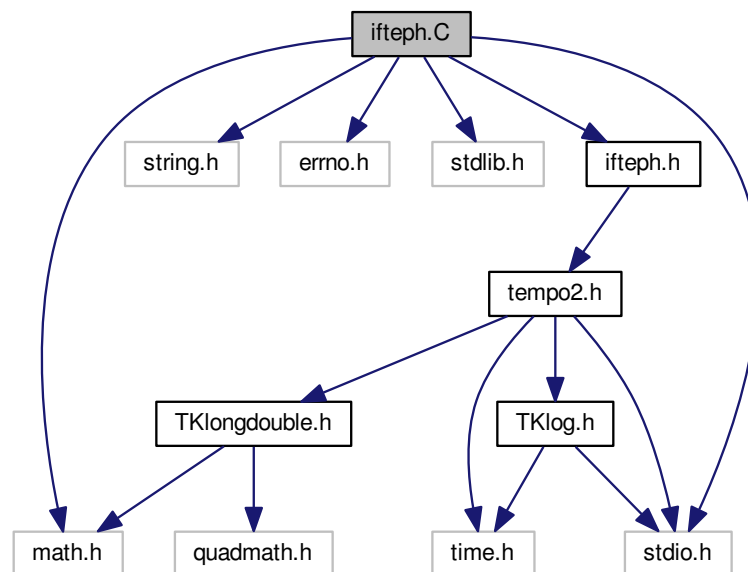 ifteph.C
string.h
errno.h
stdlib.h
ifteph.h
tempo2.h
TKlongdouble.h
TKlog.h
math.h
quadmath.h
time.h
stdio.h